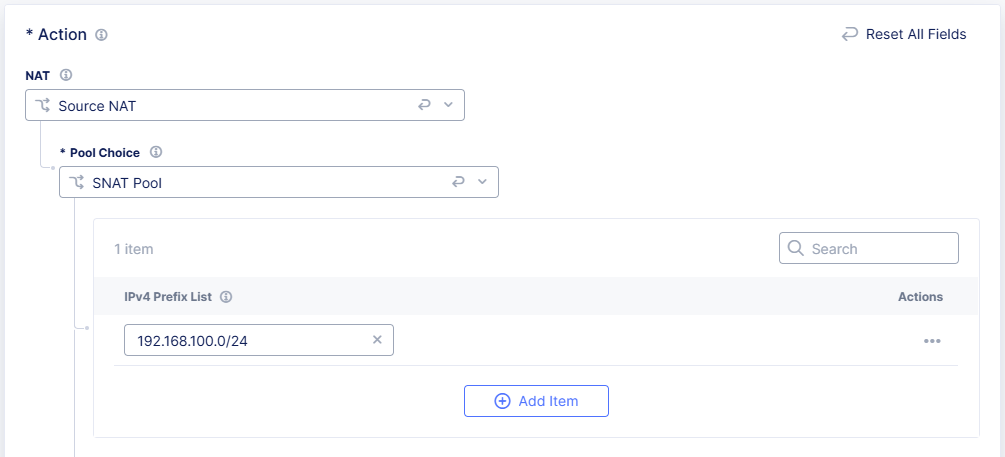 * Action
Reset All Fields
NAT
Source NAT
* Pool Choice
SNAT Pool
1 item
Search
IPv4 Prefix List
Actions
192.168.100.0/24
Add Item